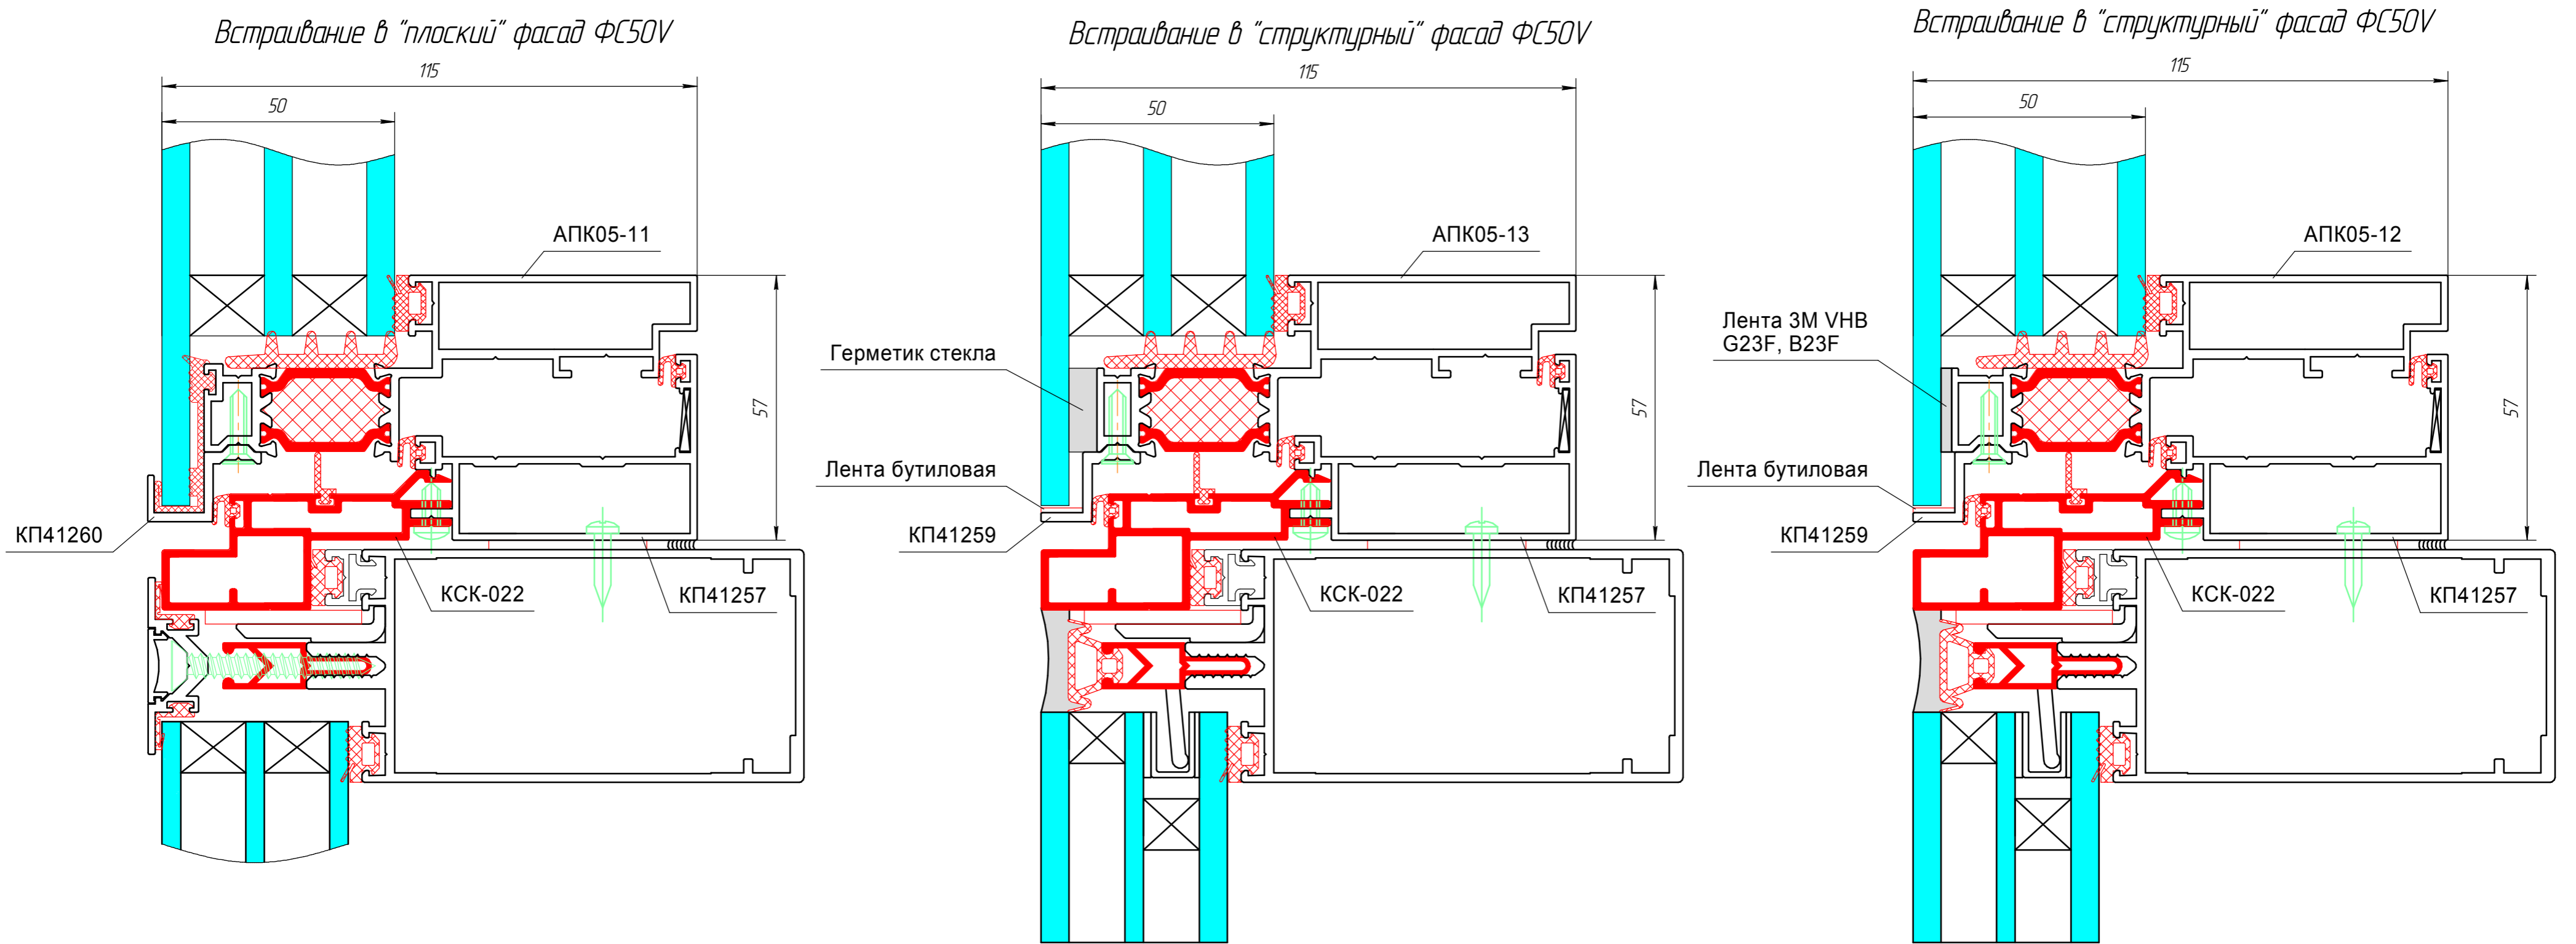 Встраивание в "плоский" фасад ФС50V
115
50
АПК05-11
57
КП41260
КСК-022
КП41257
Встраивание в "структурный" фасад ФС50V
115
50
АПК05-13
Герметик стекла
57
Лента бутиловая
КП41259
КСК-022
КП41257
Встраивание в "структурный" фасад ФС50V
115
50
АПК05-12
Лента 3М VHB
G23F, B23F
57
Лента бутиловая
КП41259
КСК-022
КП41257